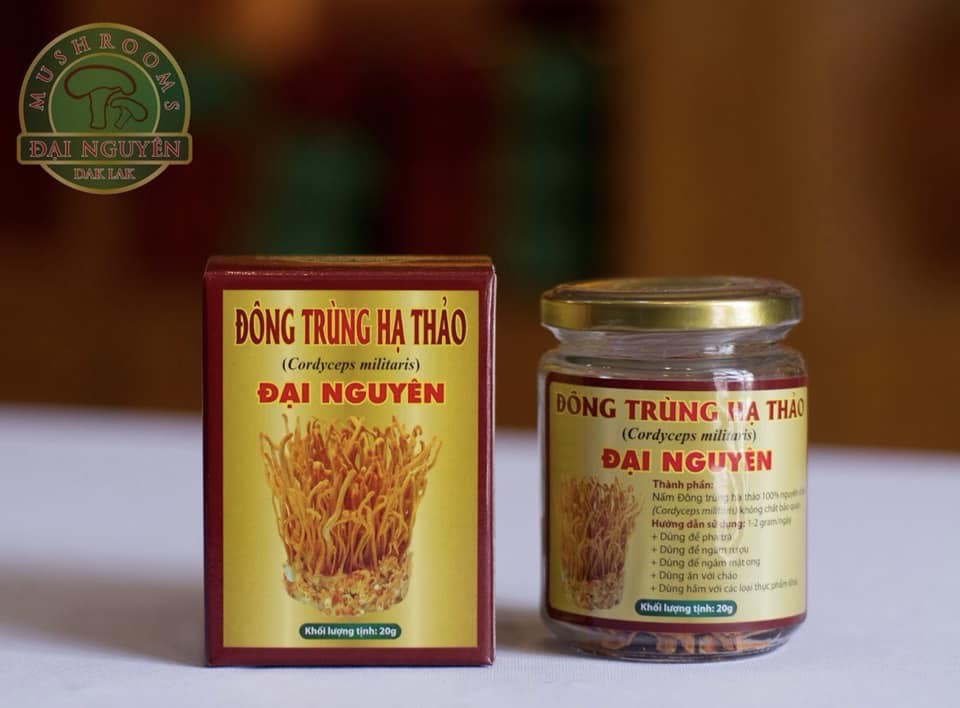 MUSHROOMS
ĐẠI NGUYÊN
DAK LAK
ĐÔNG TRÙNG HẠ THẢO
(Cordyceps militaris)
ĐẠI NGUYÊN
Khối lượng tịnh: 20g
ĐÔNG TRÙNG HẠ THẢO
(Cordyceps militaris)
ĐẠI NGUYÊN
Thành phần:
Nấm Đông trùng hạ thảo 100% nguyên
(Cordyceps militaris) không chất bảo quản
Hướng dẫn sử dụng: 1-2 gram/ngày
+ Dùng để pha trà
+ Dùng để ngâm rượu
+ Dùng để ngâm mật ong
+ Dùng ăn với cháo
+ Dùng hầm với các loại thực phẩm khác
Khối lượng tịnh: 20g